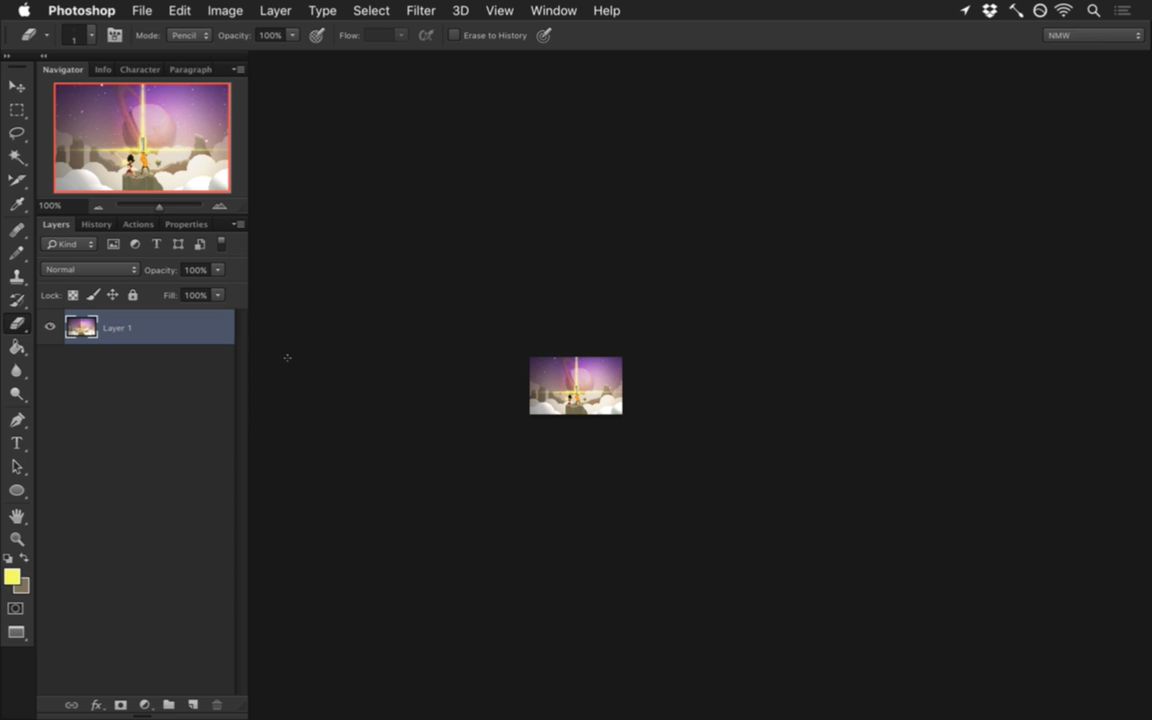 Photoshop File Edit Image Layer Type Select Filter 3D View Window Help
1 Mode: Pencil Opacity: 100% Flow: Erase to History NMW
Navigator Info Character Paragraph
100%
Layers History Actions Properties
Kind T
Normal Opacity: 100%
Lock: Fill: 100%
Layer 1
T
fx